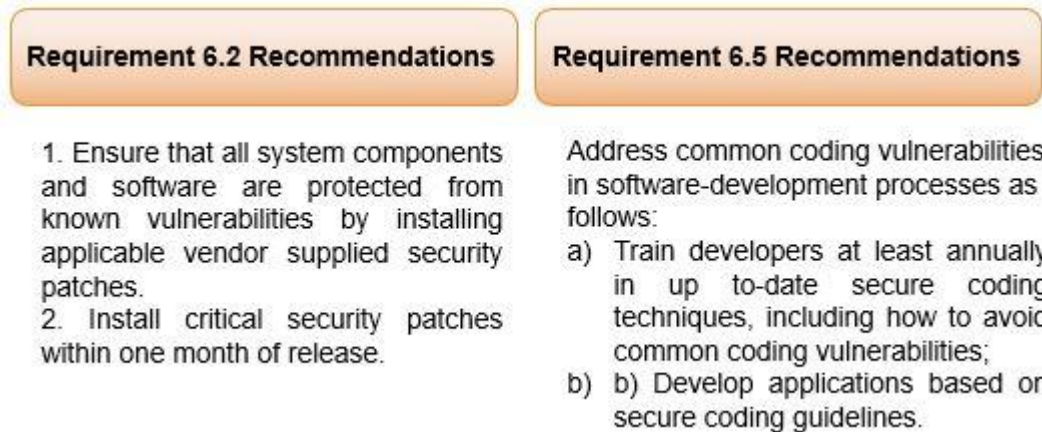 Requirement 6.2 Recommendations
1. Ensure that all system components
and software are protected from
known vulnerabilities by installing
applicable vendor supplied security
patches.
2. Install critical security patches
within one month of release.
Requirement 6.5 Recommendations
Address common coding vulnerabilities
in software-development processes as
follows:
a) Train developers at least annually
in up to-date secure coding
techniques, including how to avoid
common coding vulnerabilities;
b) b) Develop applications based on
secure coding guidelines.